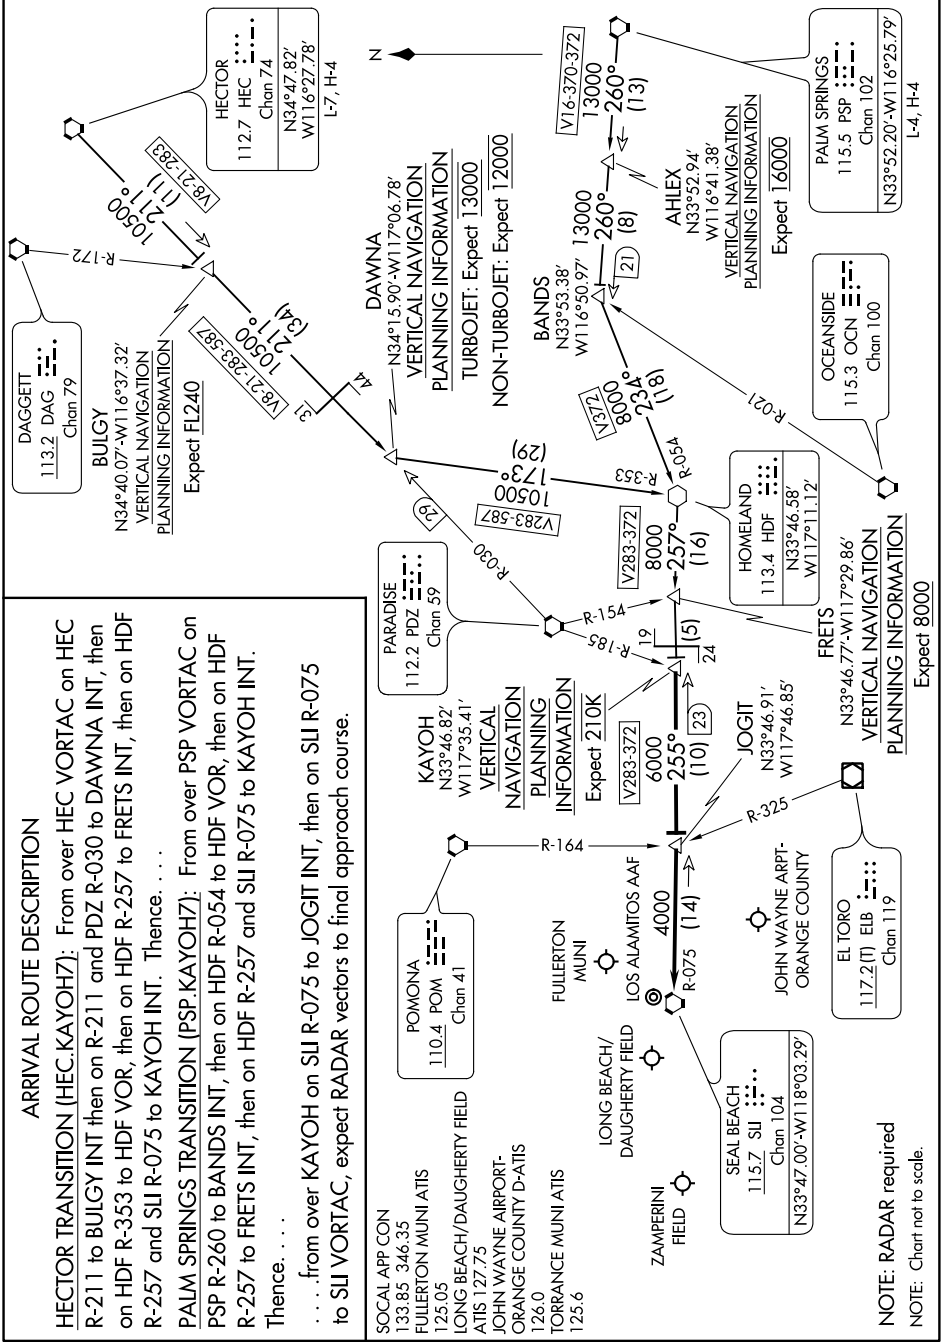 ARRIVAL ROUTE DESCRIPTION
HECTOR TRANSITION (HEC.KAYOH7): From over HEC VORTAC on HEC
R-211 to BULGY INT then on R-211 and PDZ R-030 to DAWNA INT, then
on HDF R-353 to HDF VOR, then on HDF R-257 to FRETS INT, then on HDF
R-257 and SLI R-075 to KAYOH INT. Thence. . . .
PALM SPRINGS TRANSITION (PSP.KAYOH7): From over PSP VORTAC on
PSP R-260 to BANDS INT, then on HDF R-054 to HDF VOR, then on HDF
R-257 to FRETS INT, then on HDF R-257 and SLI R-075 to KAYOH INT.
Thence. . . .
. . . .from over KAYOH on SLI R-075 to JOGIT INT, then on SLI R-075
to SLI VORTAC, expect RADAR vectors to final approach course.
SOCAL APP CON
133.85 346.35
FULLERTON MUNI ATIS
125.05
LONG BEACH/DAUGHERTY FIELD
ATIS 127.75
JOHN WAYNE AIRPORT-
ORANGE COUNTY D-ATIS
126.0
TORRANCE MUNI ATIS
125.6
DAGGETT
113.2 DAG
Chan 79
HECTOR
112.7 HEC
Chan 74
N34°47.82'
W116°27.78'
L-7, H-4
R-172
V8-21-283
10500
211°
(11)
BULGY
N34°40.07'-W116°37.32'
VERTICAL NAVIGATION
PLANNING INFORMATION
Expect FL240
V8-21-283-587
10500
211°
(34)
31
44
N
DAWNA
N34°15.90'-W117°06.78'
VERTICAL NAVIGATION
PLANNING INFORMATION
TURBOJET: Expect 13000
NON-TURBOJET: Expect 12000
PARADISE
112.2 PDZ
Chan 59
R-030
29
V283-587
10500
173°
(29)
R-353
V16-370-372
13000
260°
(13)
PALM SPRINGS
115.5 PSP
Chan 102
N33°52.20'-W116°25.79'
L-4, H-4
AHLEX
N33°52.94'
W116°41.38'
VERTICAL NAVIGATION
PLANNING INFORMATION
Expect 16000
13000
260°
(8)
21
BANDS
N33°53.38'
W116°50.97'
V372
8000
234°
(18)
R-054
R-021
OCEANSIDE
115.3 OCN
Chan 100
HOMELAND
113.4 HDF
N33°46.58'
W117°11.12'
V283-372
8000
257°
(16)
R-154
R-185
19
24
(5)
FRETS
N33°46.77'-W117°29.86'
VERTICAL NAVIGATION
PLANNING INFORMATION
Expect 8000
KAYOH
N33°46.82'
W117°35.41'
VERTICAL
NAVIGATION
PLANNING
INFORMATION
Expect 210K
V283-372
6000
255°
(10)
23
JOGIT
N33°46.91'
W117°46.85'
POMONA
110.4 POM
Chan 41
R-164
R-325
EL TORO
117.2 (T) ELB
Chan 119
4000
(14)
R-075
FULLERTON
MUNI
LOS ALAMITOS AAF
JOHN WAYNE ARPT-
ORANGE COUNTY
LONG BEACH/
DAUGHERTY FIELD
ZAMPERINI
FIELD
SEAL BEACH
115.7 SLI
Chan 104
N33°47.00'-W118°03.29'
NOTE: RADAR required
NOTE: Chart not to scale.